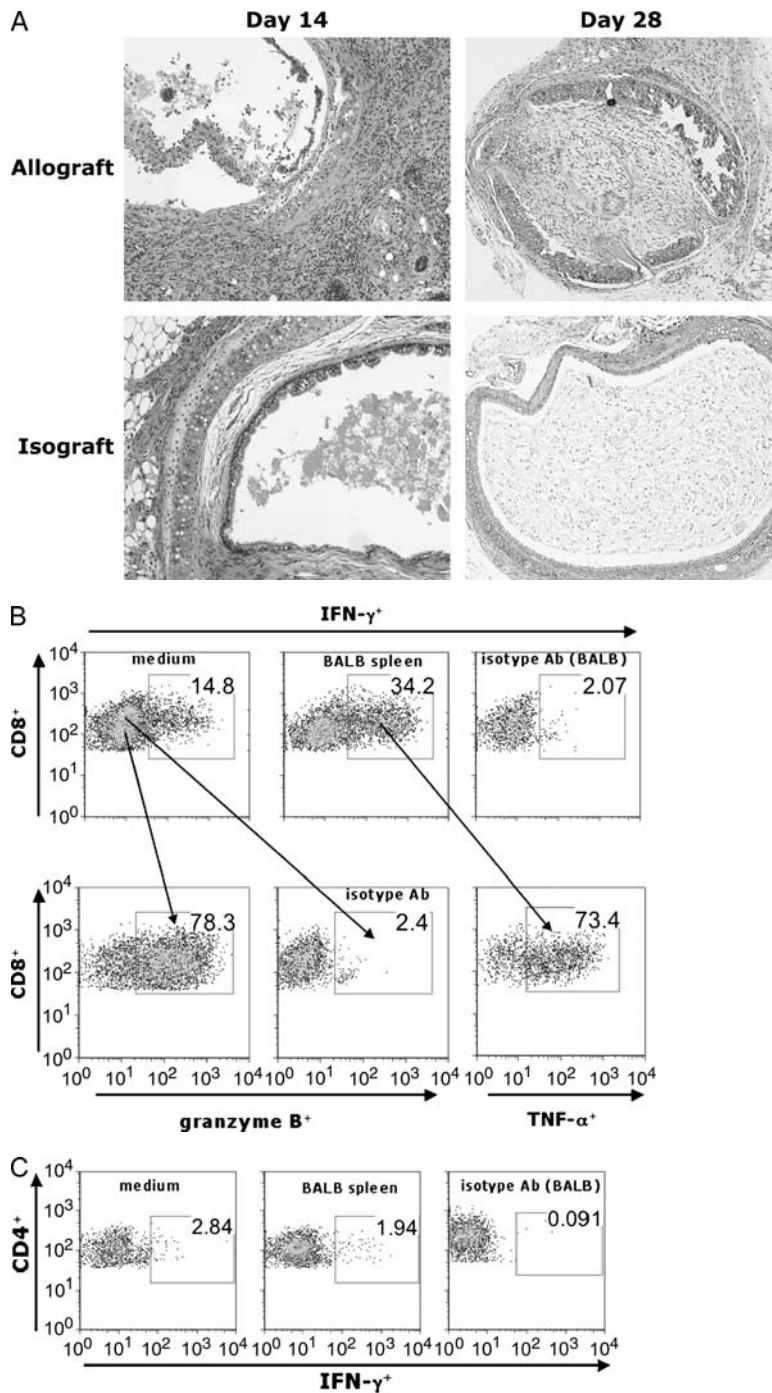 A
Day 14
Day 28
Allograft
Isograft
B
IFN-γ⁺
medium
14.8
BALB spleen
34.2
isotype Ab (BALB)
2.07
CD8⁺
10⁴
10³
10²
10¹
10⁰
78.3
isotype Ab
2.4
73.4
CD8⁺
10⁴
10³
10²
10¹
10⁰
10⁰ 10¹ 10² 10³ 10⁴
10⁰ 10¹ 10² 10³ 10⁴
10⁰ 10¹ 10² 10³ 10⁴
granzyme B⁺
TNF-α⁺
C
medium
2.84
BALB spleen
1.94
isotype Ab (BALB)
0.091
CD4⁺
10⁴
10³
10²
10¹
10⁰
10⁰ 10¹ 10² 10³ 10⁴
10⁰ 10¹ 10² 10³ 10⁴
10⁰ 10¹ 10² 10³ 10⁴
IFN-γ⁺